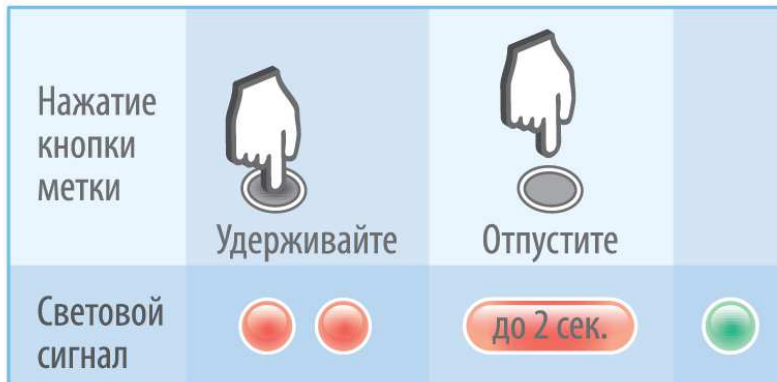 Нажатие
кнопки
метки
Удерживайте
Отпустите
Световой
сигнал
до 2 сек.